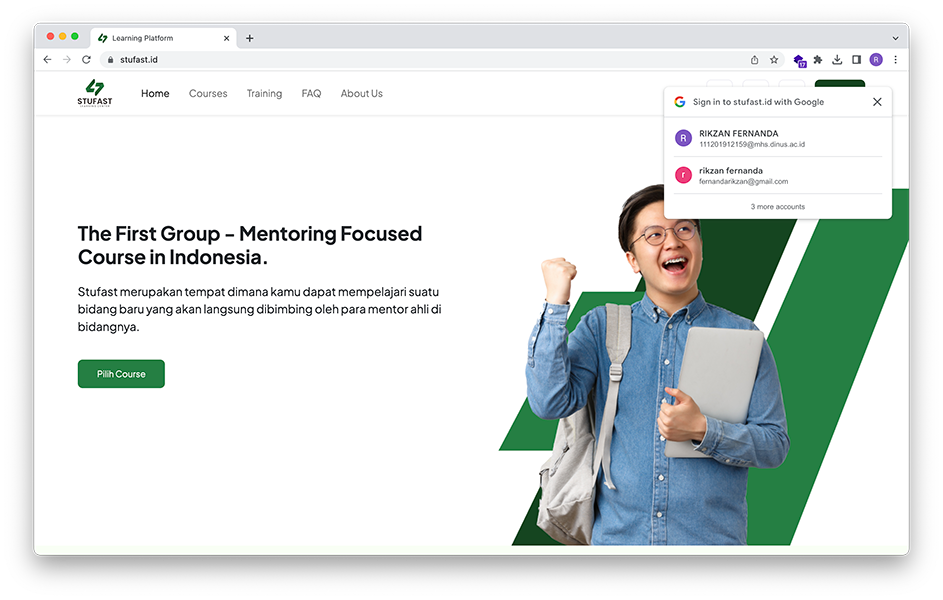 Learning Platform
stufast.id
17
R
STUFAST
Home
Courses
Training
FAQ
About Us
Sign in to stufast.id with Google
R
RIKZAN FERNANDA
111201912159@mhs.dinus.ac.id
r
rikzan fernanda
fernandarikzan@gmail.com
3 more accounts
The First Group - Mentoring Focused
Course in Indonesia.
Stufast merupakan tempat dimana kamu dapat mempelajari suatu
bidang baru yang akan langsung dibimbing oleh para mentor ahli di
bidangnya.
Pilih Course